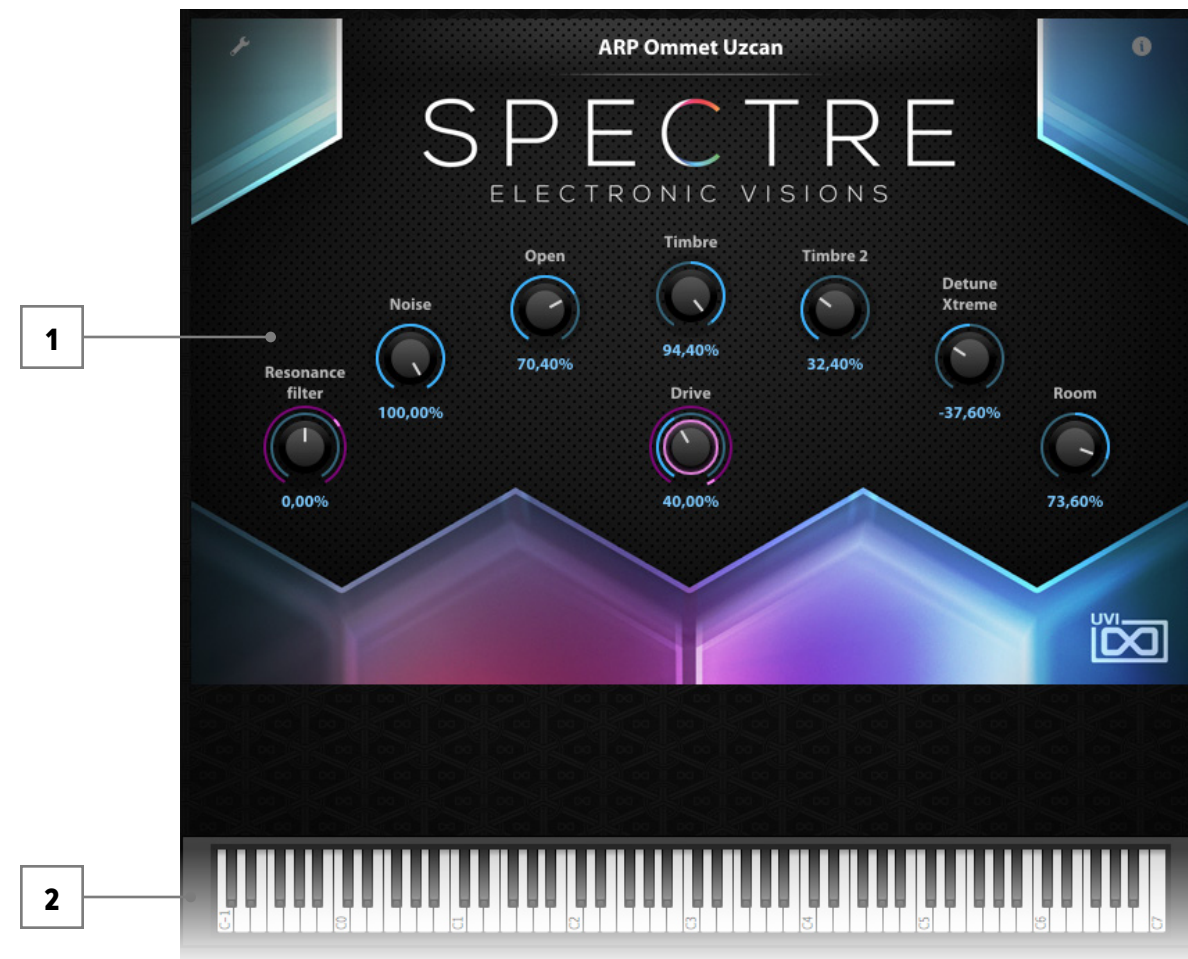 ARP Ommet Uzcan
SPECTRE
ELECTRONIC VISIONS
Timbre
94,40%
Open
70,40%
Timbre 2
32,40%
Detune
Xtreme
-37,60%
Noise
100,00%
1
Resonance
filter
0,00%
Drive
40,00%
Room
73,60%
UVI
2
C-1
C0
C1
C2
C3
C4
C5
C6
C7